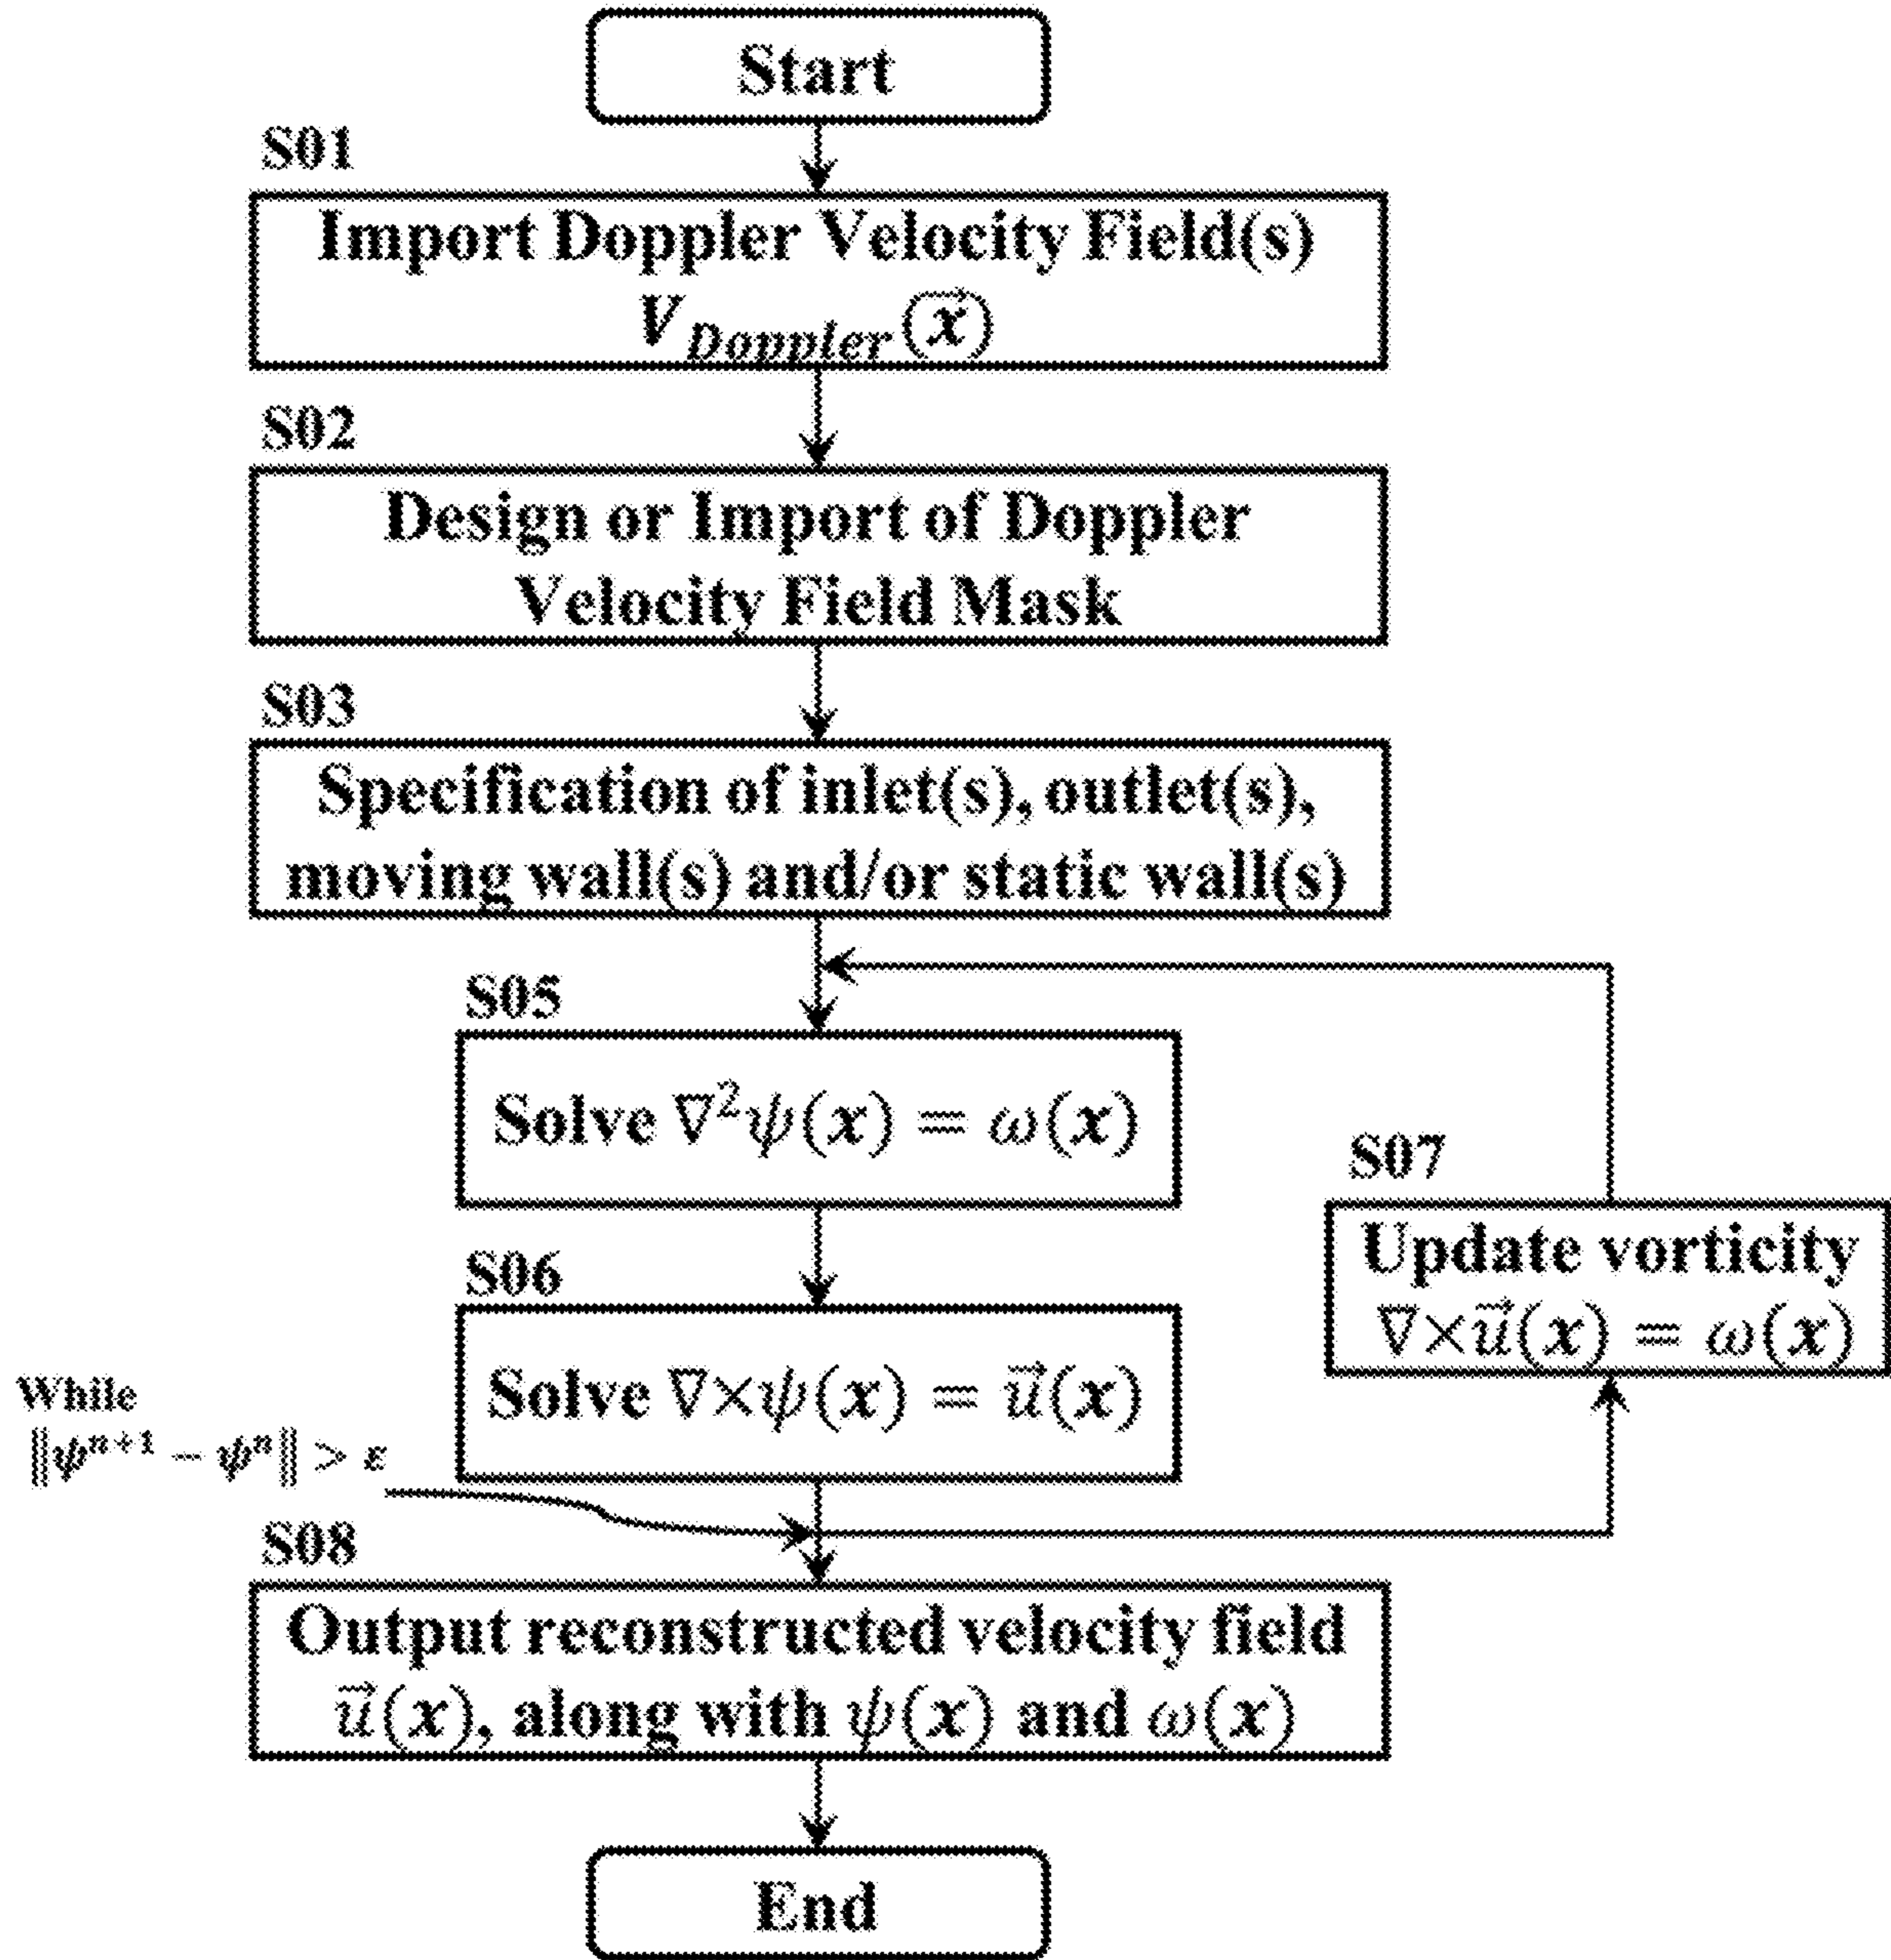 Start
S01
Import Doppler Velocity Field(s)
V_Doppler(x⃗)
S02
Design or Import of Doppler
Velocity Field Mask
S03
Specification of inlet(s), outlet(s),
moving wall(s) and/or static wall(s)
S05
Solve ∇²ψ(x) = ω(x)
S07
Update vorticity
∇×u⃗(x) = ω(x)
S06
Solve ∇×ψ(x) = u⃗(x)
While
‖ψⁿ⁺¹ − ψⁿ‖ > ε
S08
Output reconstructed velocity field
u⃗(x), along with ψ(x) and ω(x)
End